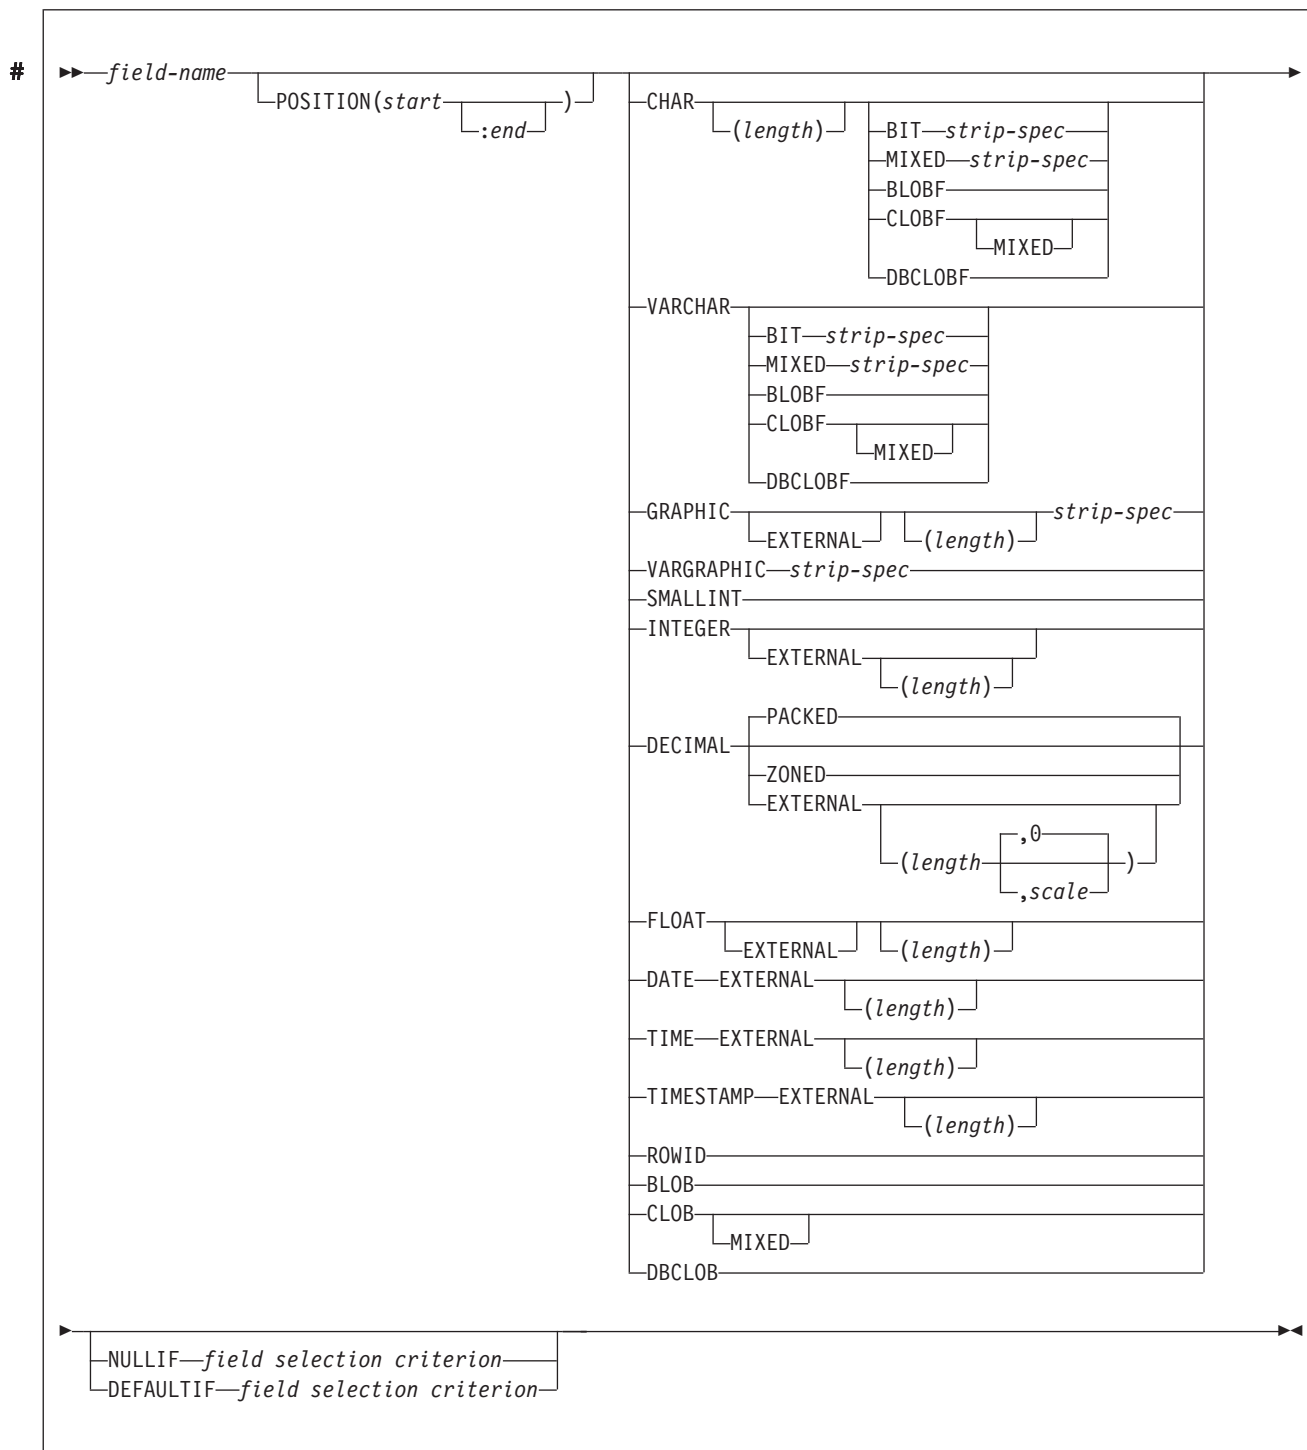 # field-name
POSITION(start )
:end
CHAR
(length)
BIT strip-spec
MIXED strip-spec
BLOBF
CLOBF
MIXED
DBCLOBF
VARCHAR
BIT strip-spec
MIXED strip-spec
BLOBF
CLOBF
MIXED
DBCLOBF
GRAPHIC strip-spec
EXTERNAL (length)
VARGRAPHIC strip-spec
SMALLINT
INTEGER
EXTERNAL
(length)
PACKED
DECIMAL
ZONED
EXTERNAL
,0
(length )
,scale
FLOAT
EXTERNAL (length)
DATE EXTERNAL
(length)
TIME EXTERNAL
(length)
TIMESTAMP EXTERNAL
(length)
ROWID
BLOB
CLOB
MIXED
DBCLOB
NULLIF field selection criterion
DEFAULTIF field selection criterion